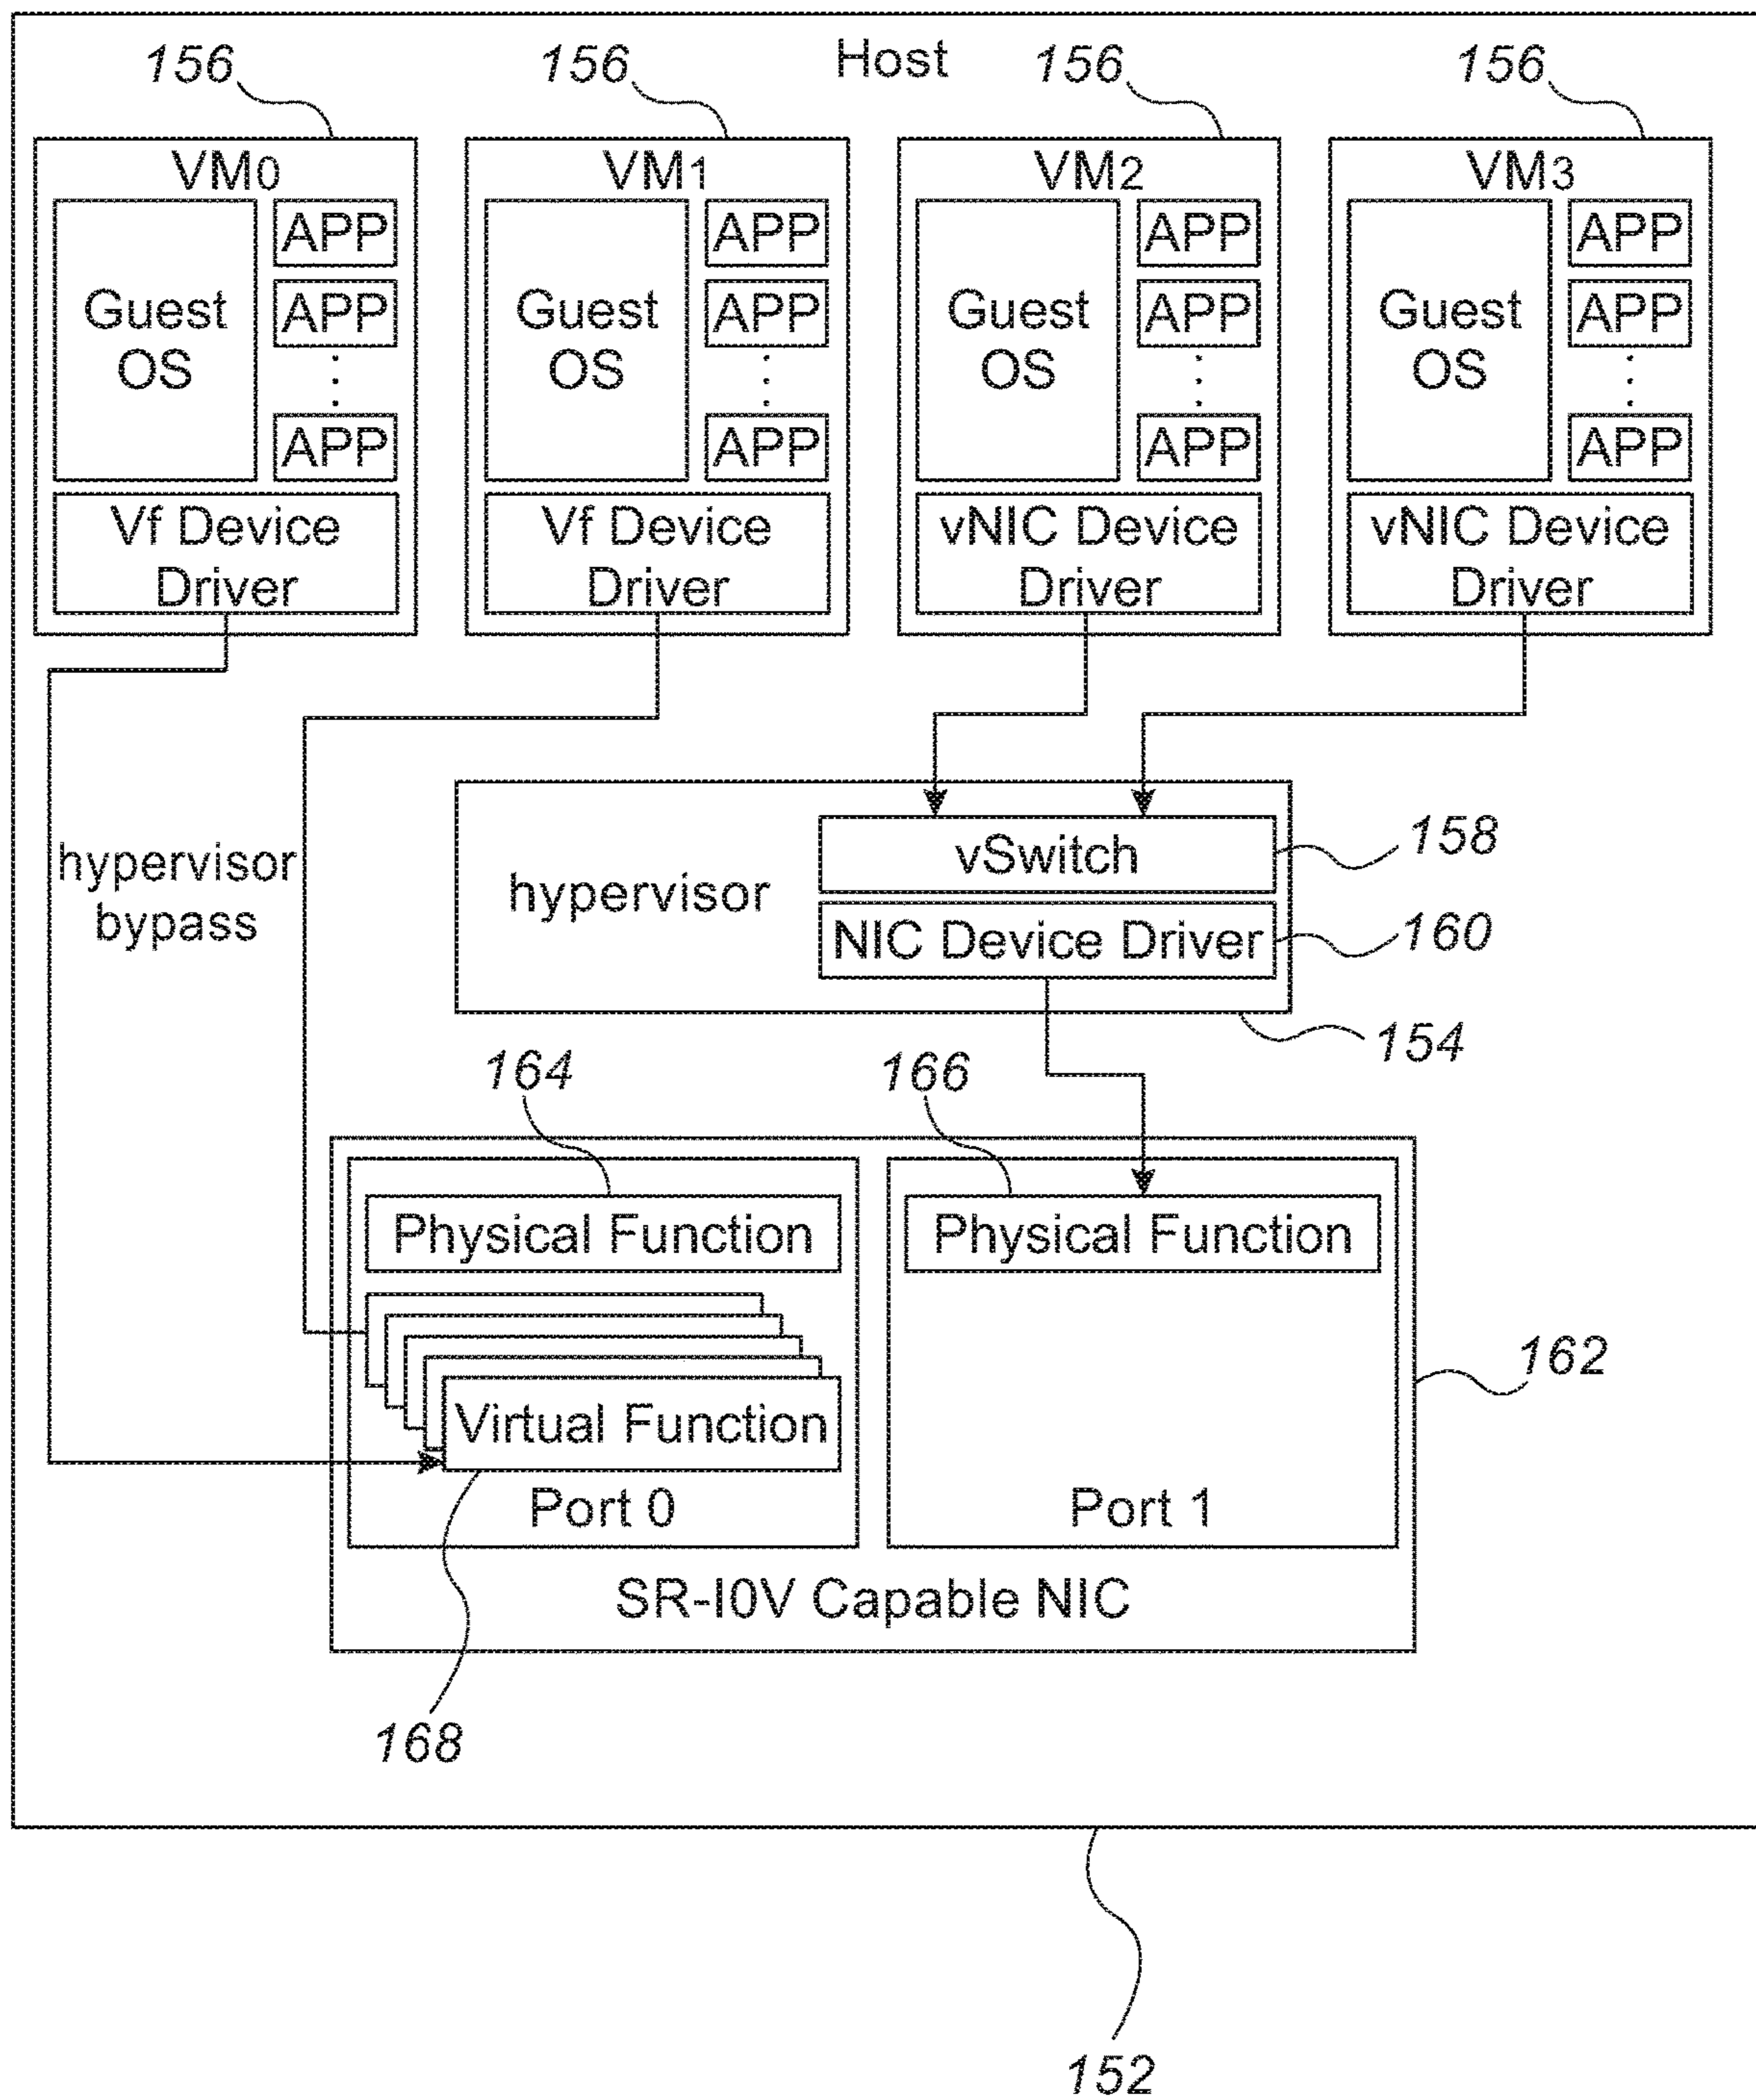 Host
156
156
156
156
VM0
VM1
VM2
VM3
Guest
OS
APP
APP
APP
Vf Device
Driver
Guest
OS
APP
APP
APP
Vf Device
Driver
Guest
OS
APP
APP
APP
vNIC Device
Driver
Guest
OS
APP
APP
APP
vNIC Device
Driver
hypervisor
bypass
hypervisor
vSwitch
158
NIC Device Driver
160
154
164
166
Physical Function
Physical Function
162
Virtual Function
Port 0
Port 1
SR-I0V Capable NIC
168
152